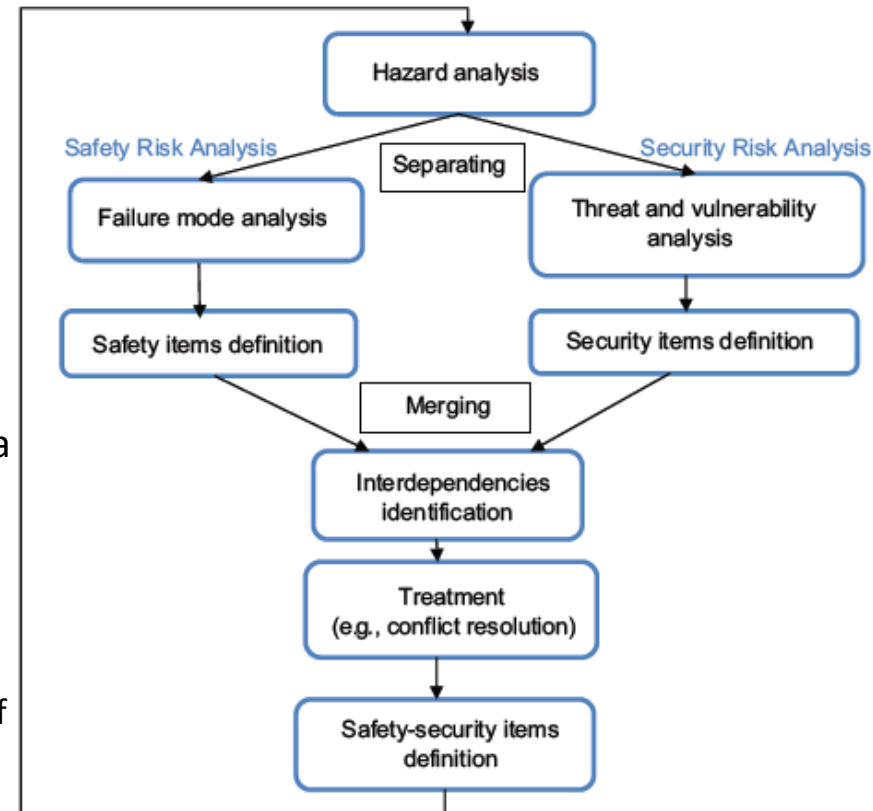 Hazard analysis
Safety Risk Analysis
Separating
Security Risk Analysis
Failure mode analysis
Threat and vulnerability
analysis
Safety items definition
Security items definition
Merging
a
Interdependencies
identification
Treatment
(e.g., conflict resolution)
f
Safety-security items
definition